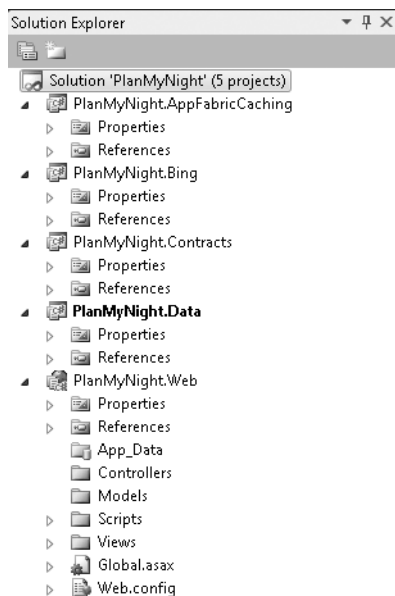 Solution Explorer
Solution 'PlanMyNight' (5 projects)
PlanMyNight.AppFabricCaching
Properties
References
PlanMyNight.Bing
Properties
References
PlanMyNight.Contracts
Properties
References
PlanMyNight.Data
Properties
References
PlanMyNight.Web
Properties
References
App_Data
Controllers
Models
Scripts
Views
Global.asax
Web.config